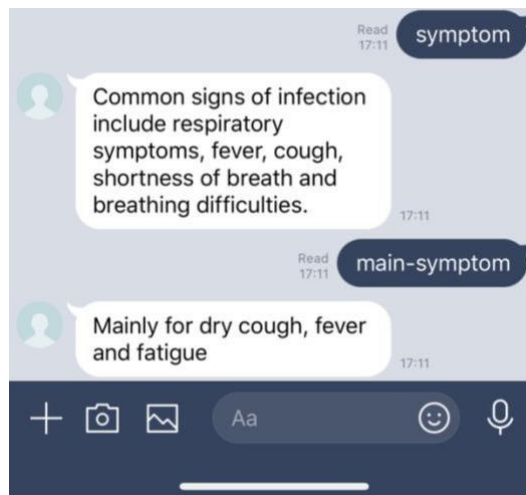 Read
17:11
symptom
Common signs of infection
include respiratory
symptoms, fever, cough,
shortness of breath and
breathing difficulties.
17:11
Read
17:11
main-symptom
Mainly for dry cough, fever
and fatigue
17:11
Aa